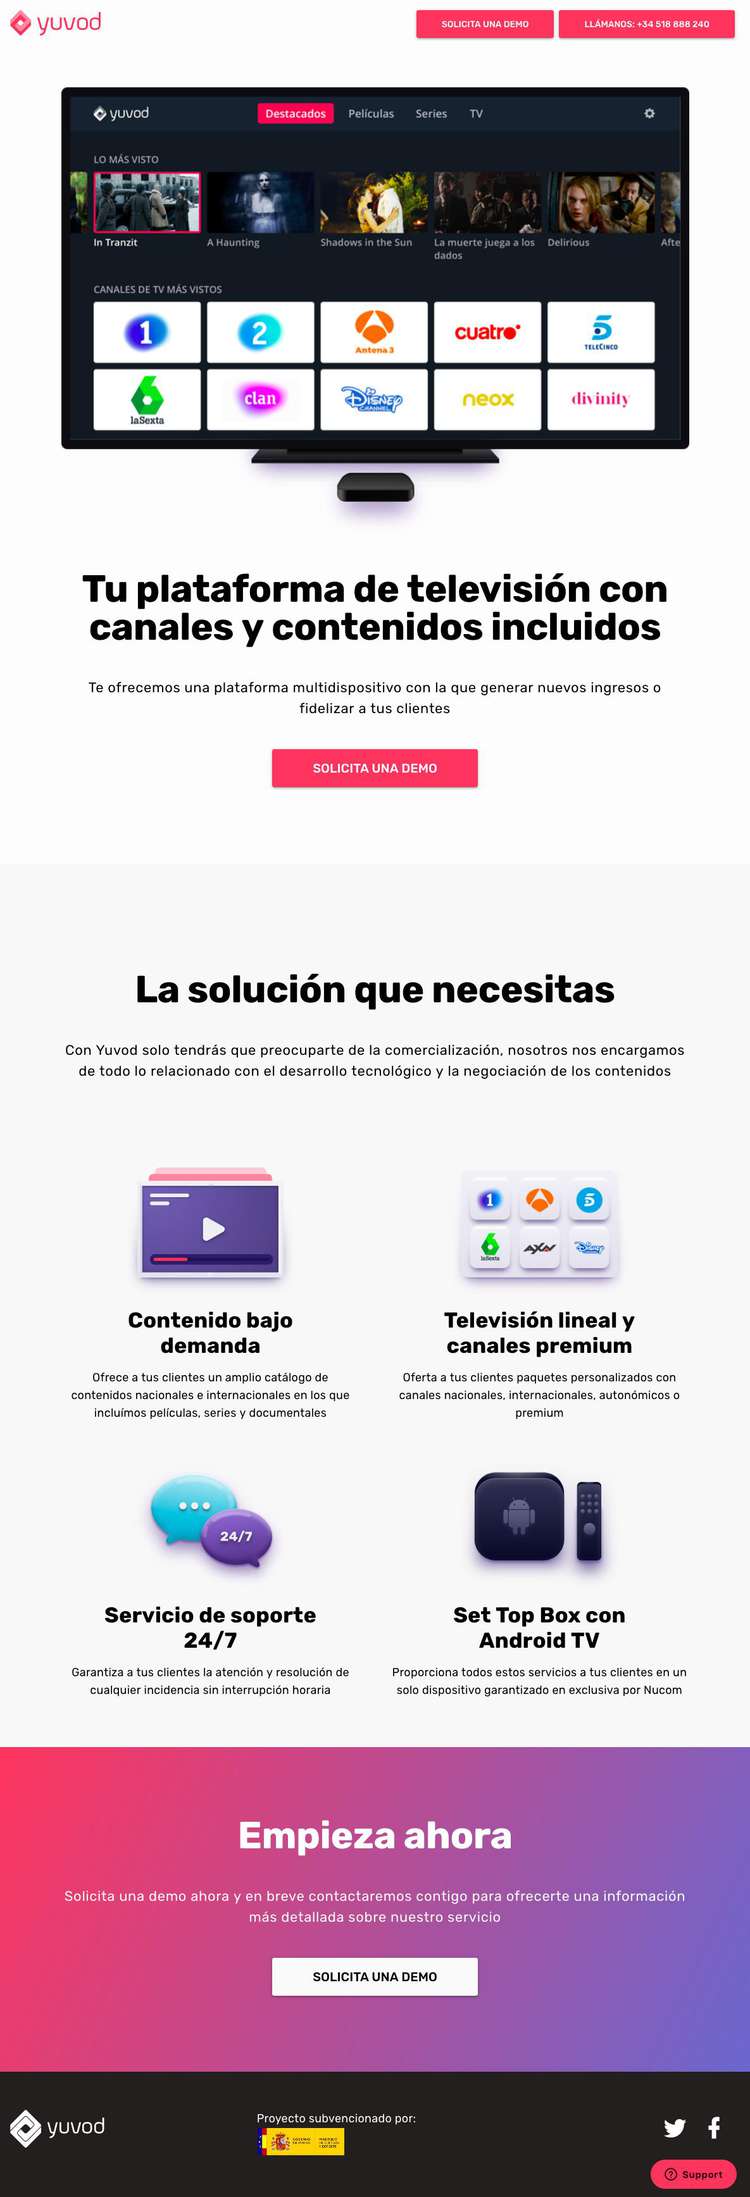 yuvod
SOLICITA UNA DEMO
LLÁMANOS: +34 518 888 240
yuvod
Destacados
Películas
Series
TV
LO MÁS VISTO
In Tranzit
A Haunting
Shadows in the Sun
La muerte juega a los
dados
Delirious
Afte
CANALES DE TV MÁS VISTOS
1
2
Antena 3
cuatro
5
TELECINCO
6
laSexta
clan
Disney
CHANNEL
neox
divinity
Tu plataforma de televisión con
canales y contenidos incluidos
Te ofrecemos una plataforma multidispositivo con la que generar nuevos ingresos o
fidelizar a tus clientes
SOLICITA UNA DEMO
La solución que necesitas
Con Yuvod solo tendrás que preocuparte de la comercialización, nosotros nos encargamos
de todo lo relacionado con el desarrollo tecnológico y la negociación de los contenidos
1
5
6
laSexta
AXN
Disney
Contenido bajo
demanda
Ofrece a tus clientes un amplio catálogo de
contenidos nacionales e internacionales en los que
incluímos películas, series y documentales
Televisión lineal y
canales premium
Oferta a tus clientes paquetes personalizados con
canales nacionales, internacionales, autonómicos o
premium
24/7
Servicio de soporte
24/7
Garantiza a tus clientes la atención y resolución de
cualquier incidencia sin interrupción horaria
Set Top Box con
Android TV
Proporciona todos estos servicios a tus clientes en un
solo dispositivo garantizado en exclusiva por Nucom
Empieza ahora
Solicita una demo ahora y en breve contactaremos contigo para ofrecerte una información
más detallada sobre nuestro servicio
SOLICITA UNA DEMO
yuvod
Proyecto subvencionado por:
Support